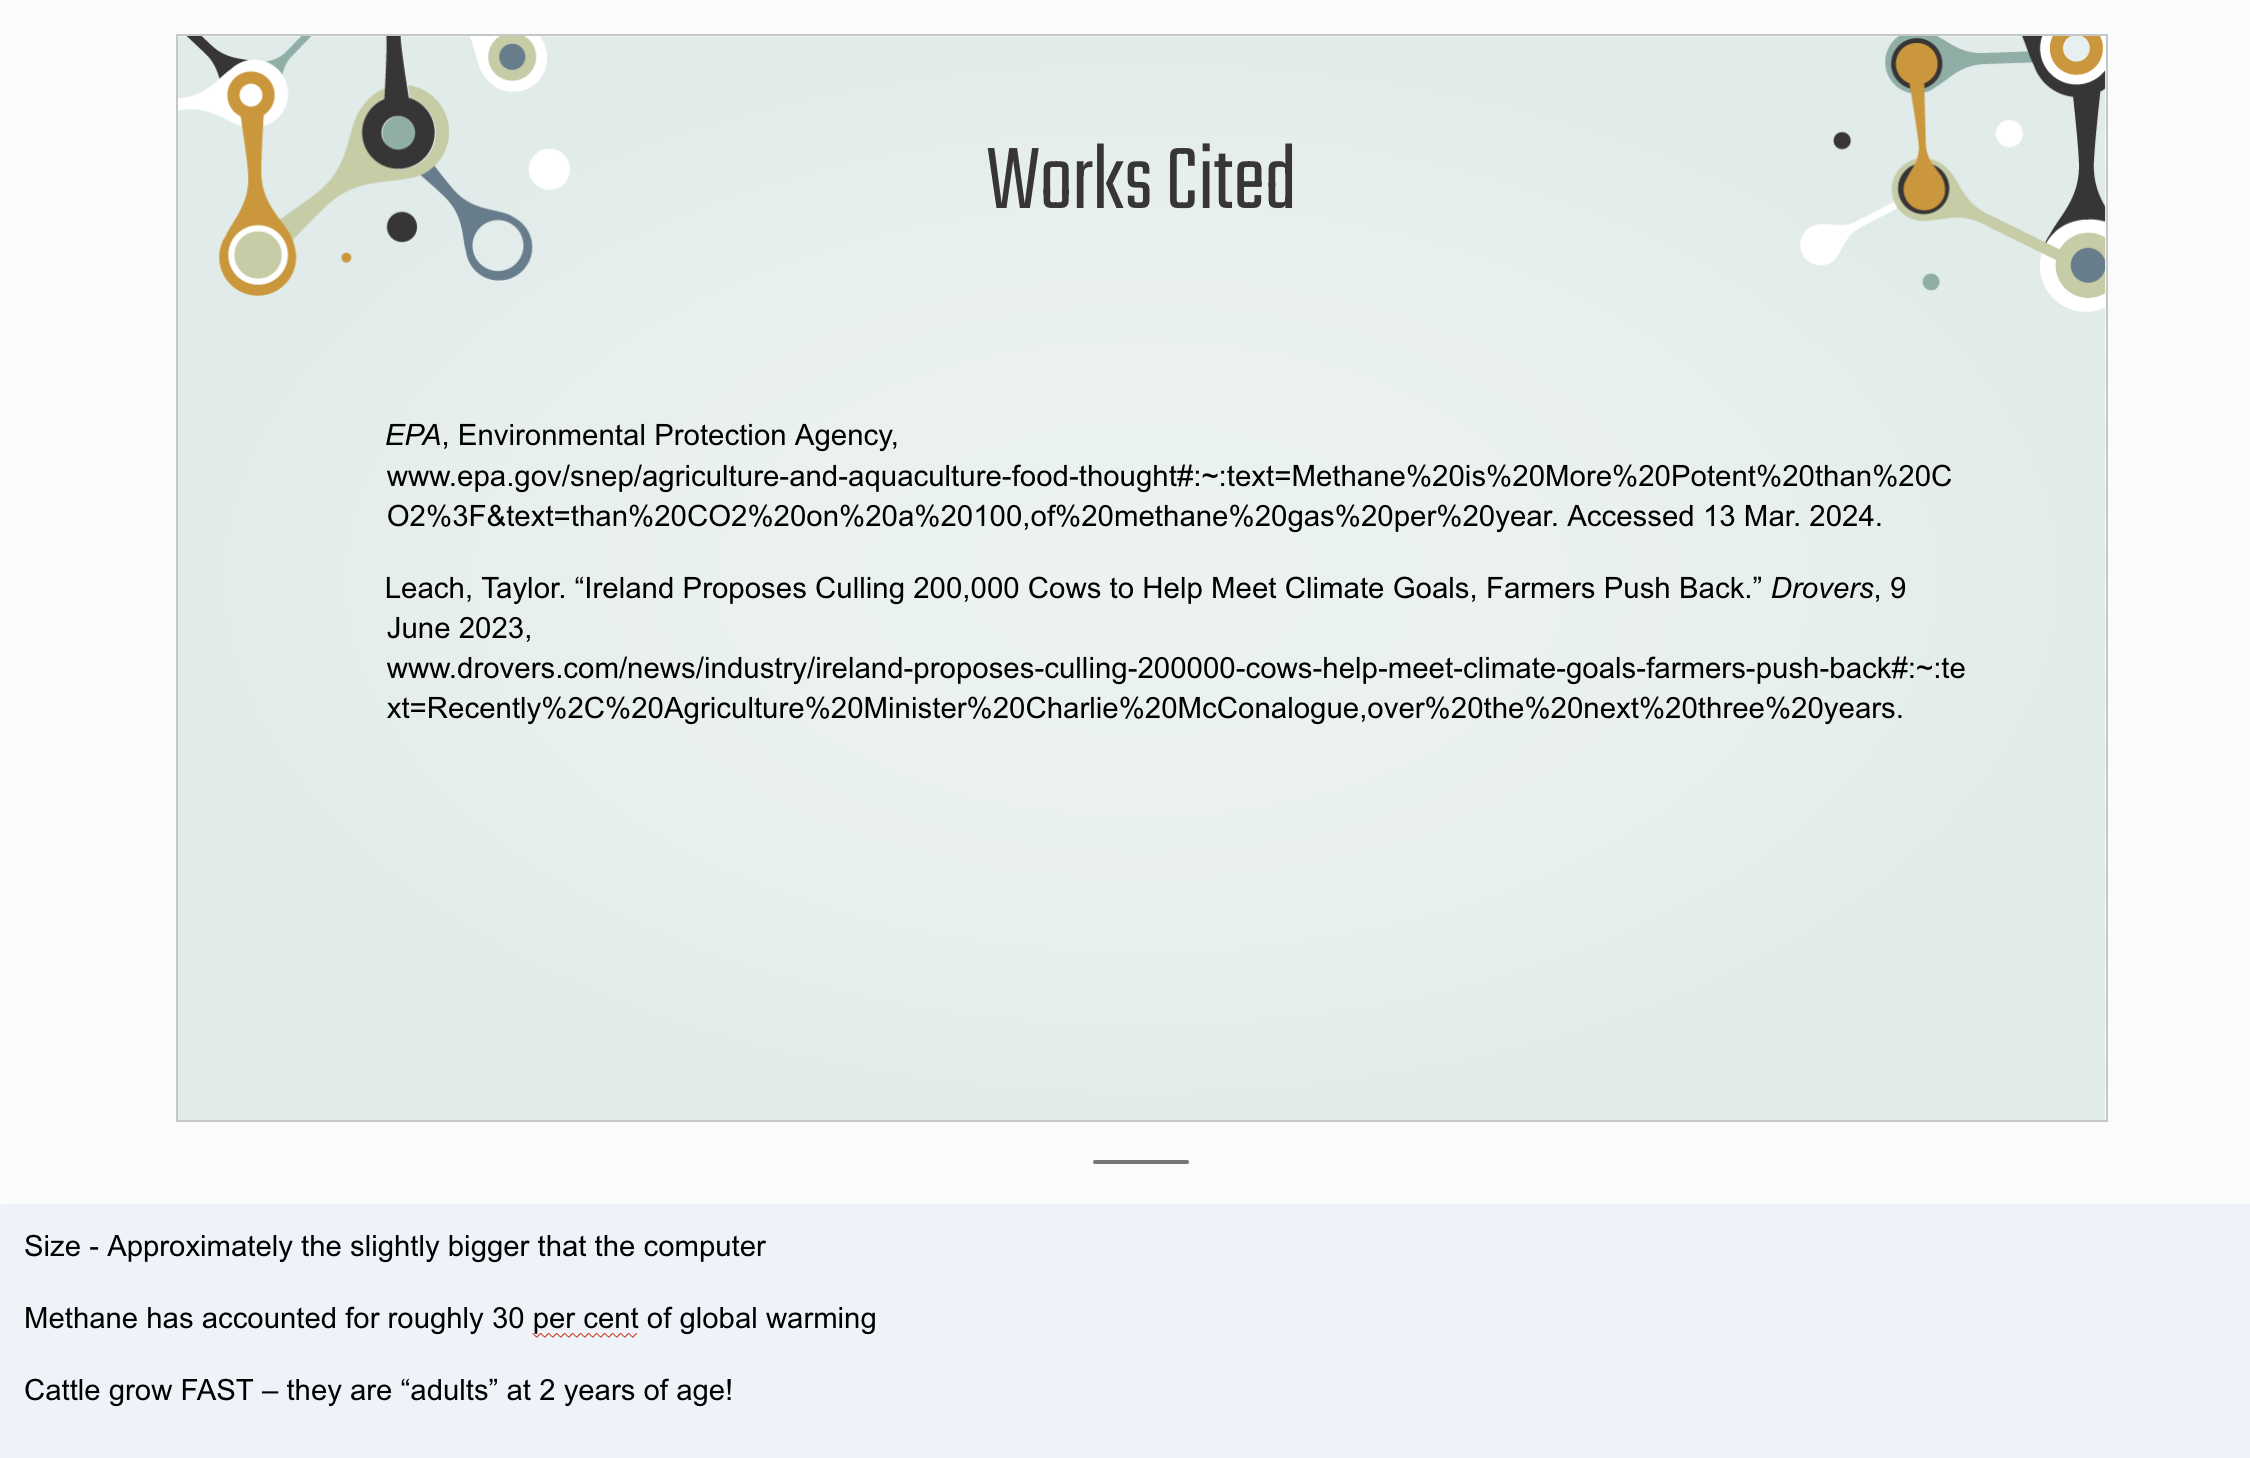 Works Cited
EPA, Environmental Protection Agency,
www.epa.gov/snep/agriculture-and-aquaculture-food-thought#:~:text=Methane%20is%20More%20Potent%20than%20C
O2%3F&text=than%20CO2%20on%20a%20100,of%20methane%20gas%20per%20year. Accessed 13 Mar. 2024.
Leach, Taylor. “Ireland Proposes Culling 200,000 Cows to Help Meet Climate Goals, Farmers Push Back.” Drovers, 9
June 2023,
www.drovers.com/news/industry/ireland-proposes-culling-200000-cows-help-meet-climate-goals-farmers-push-back#:~:te
xt=Recently%2C%20Agriculture%20Minister%20Charlie%20McConalogue,over%20the%20next%20three%20years.
Size - Approximately the slightly bigger that the computer
Methane has accounted for roughly 30 per cent of global warming
Cattle grow FAST – they are “adults” at 2 years of age!